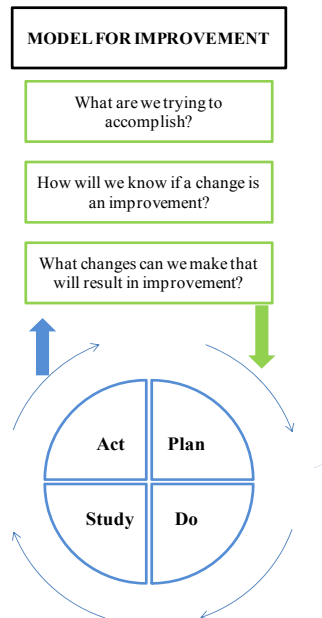 MODEL FOR IMPROVEMENT
What are we trying to
accomplish?
How will we know if a change is
an improvement?
What changes can we make that
will result in improvement?
Act
Plan
Study
Do